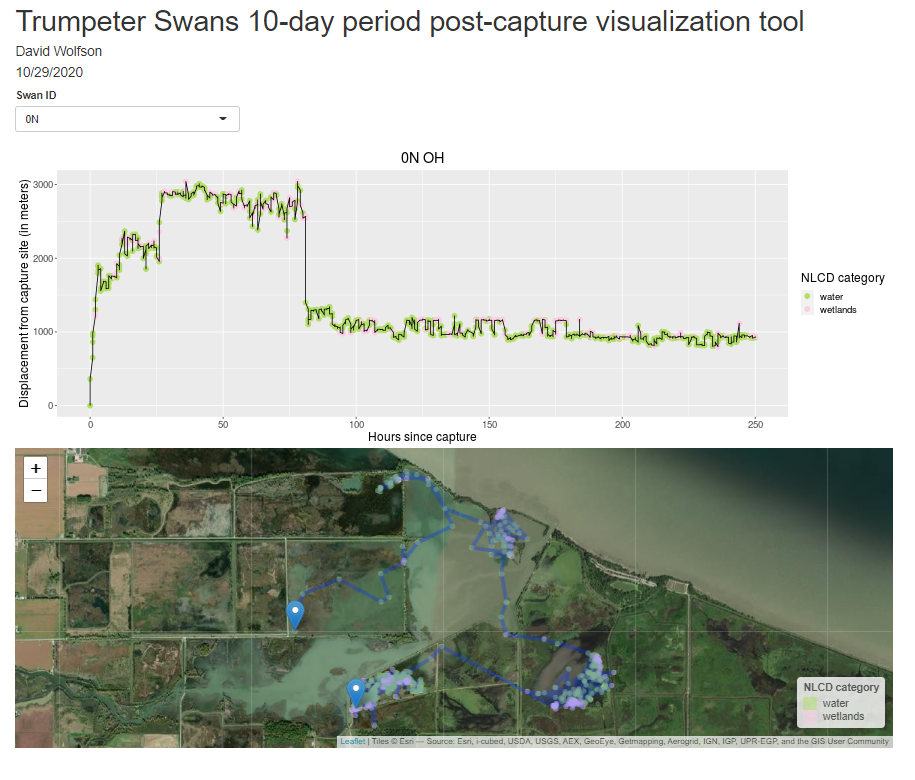 Trumpeter Swans 10-day period post-capture visualization tool
David Wolfson
10/29/2020
Swan ID
0N
0N OH
Displacement from capture site (in meters)
3000
2000
1000
0
0 50 100 150 200 250
Hours since capture
NLCD category
water
wetlands
+
−
NLCD category
water
wetlands
Leaflet | Tiles © Esri — Source: Esri, i-cubed, USDA, USGS, AEX, GeoEye, Getmapping, Aerogrid, IGN, IGP, UPR-EGP, and the GIS User Community